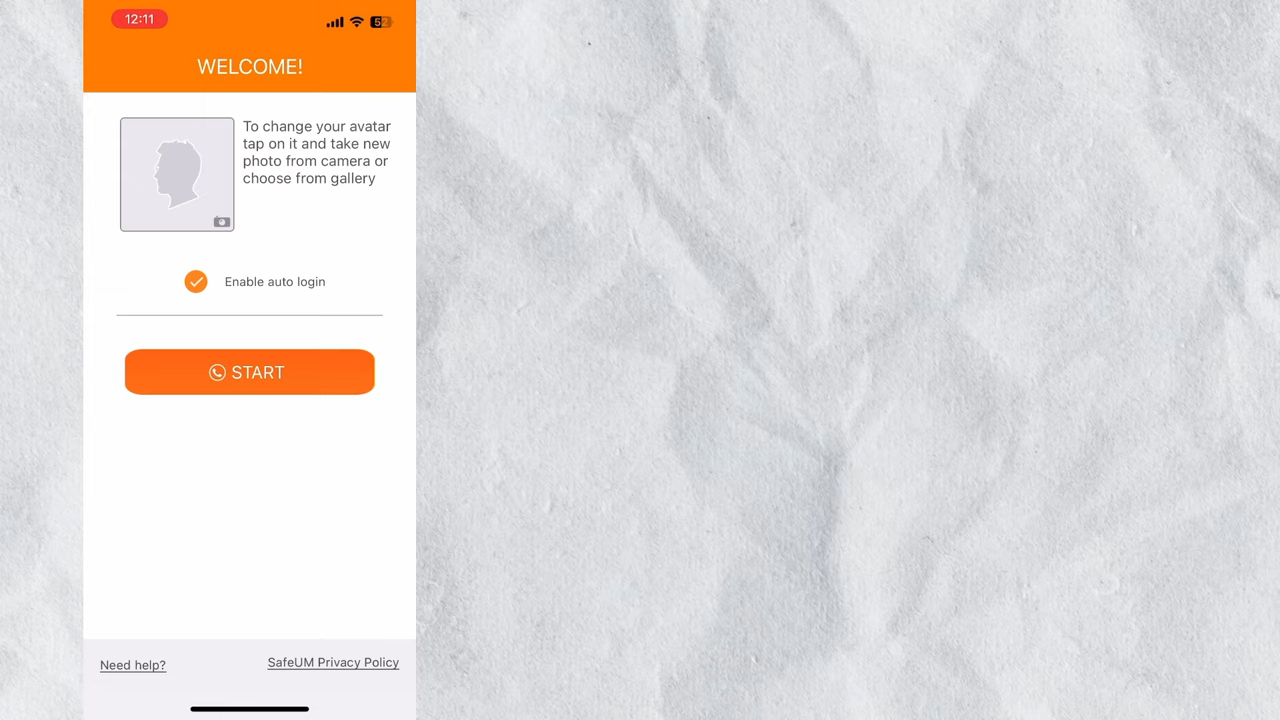 12:11
52
WELCOME!
To change your avatar
tap on it and take new
photo from camera or
choose from gallery
Enable auto login
START
Need help?
SafeUM Privacy Policy